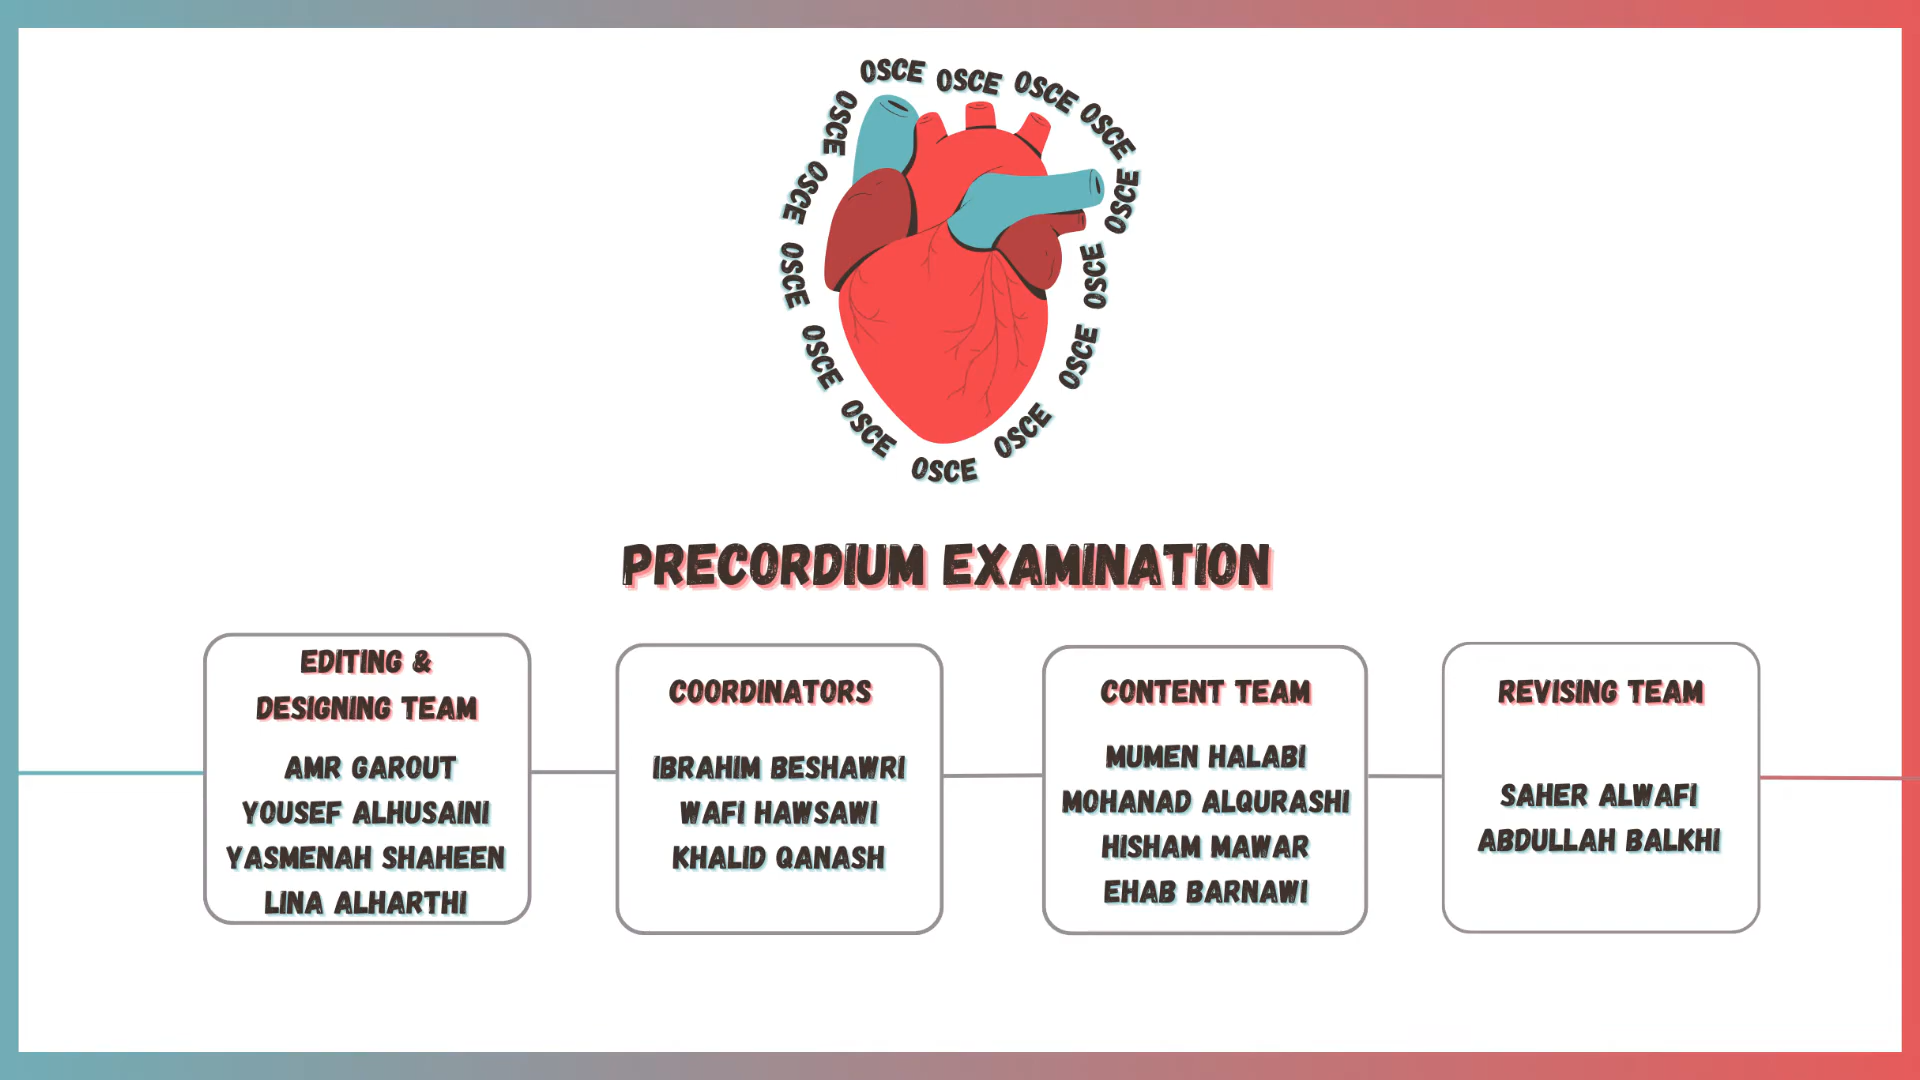 OSCE OSCE OSCE OSCE OSCE OSCE OSCE OSCE OSCE OSCE OSCE OSCE OSCE OSCE
PRECORDIUM EXAMINATION
EDITING &
DESIGNING TEAM
AMR GAROUT
YOUSEF ALHUSAINI
YASMENAH SHAHEEN
LINA ALHARTHI
COORDINATORS
IBRAHIM BESHAWRI
WAFI HAWSAWI
KHALID QANASH
CONTENT TEAM
MUMEN HALABI
MOHANAD ALQURASHI
HISHAM MAWAR
EHAB BARNAWI
REVISING TEAM
SAHER ALWAFI
ABDULLAH BALKHI